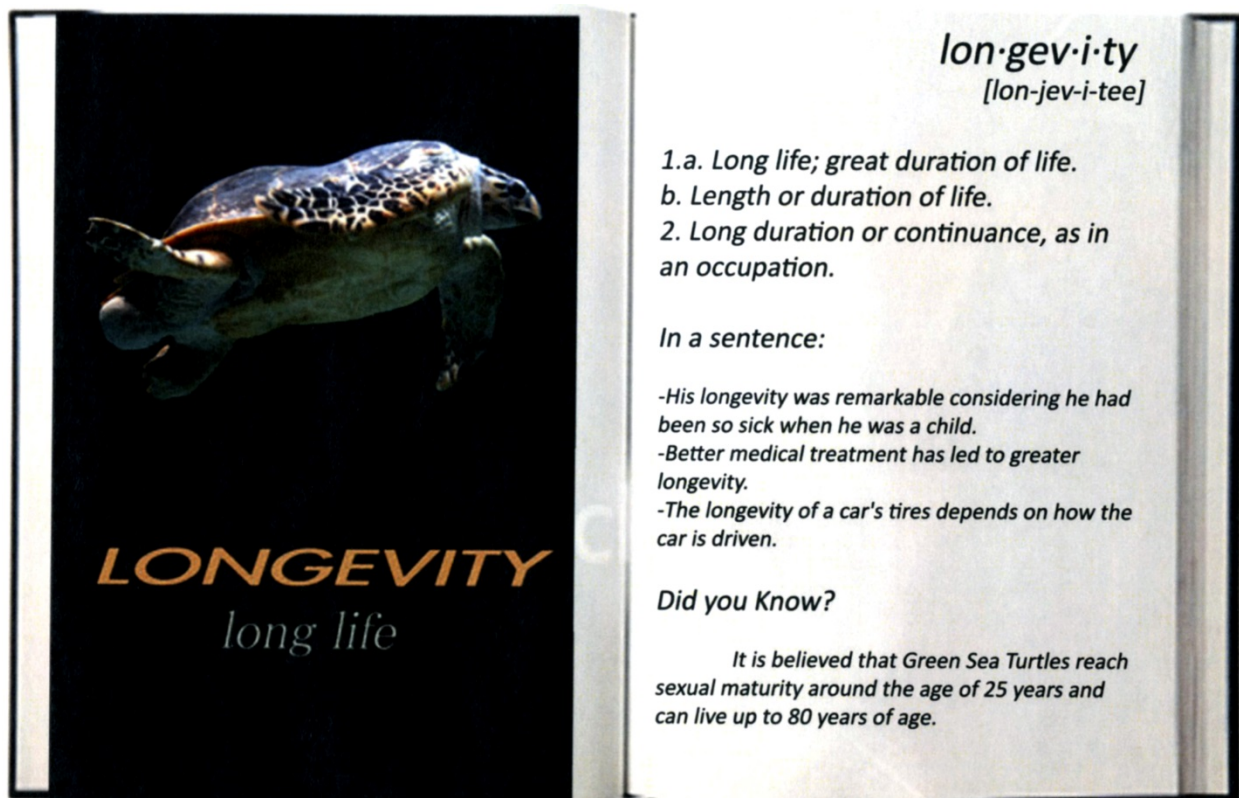 LONGEVITY
long life
lon·gev·i·ty
[lon-jev-i-tee]
1.a. Long life; great duration of life.
b. Length or duration of life.
2. Long duration or continuance, as in
an occupation.
In a sentence:
-His longevity was remarkable considering he had
been so sick when he was a child.
-Better medical treatment has led to greater
longevity.
-The longevity of a car's tires depends on how the
car is driven.
Did you Know?
It is believed that Green Sea Turtles reach
sexual maturity around the age of 25 years and
can live up to 80 years of age.